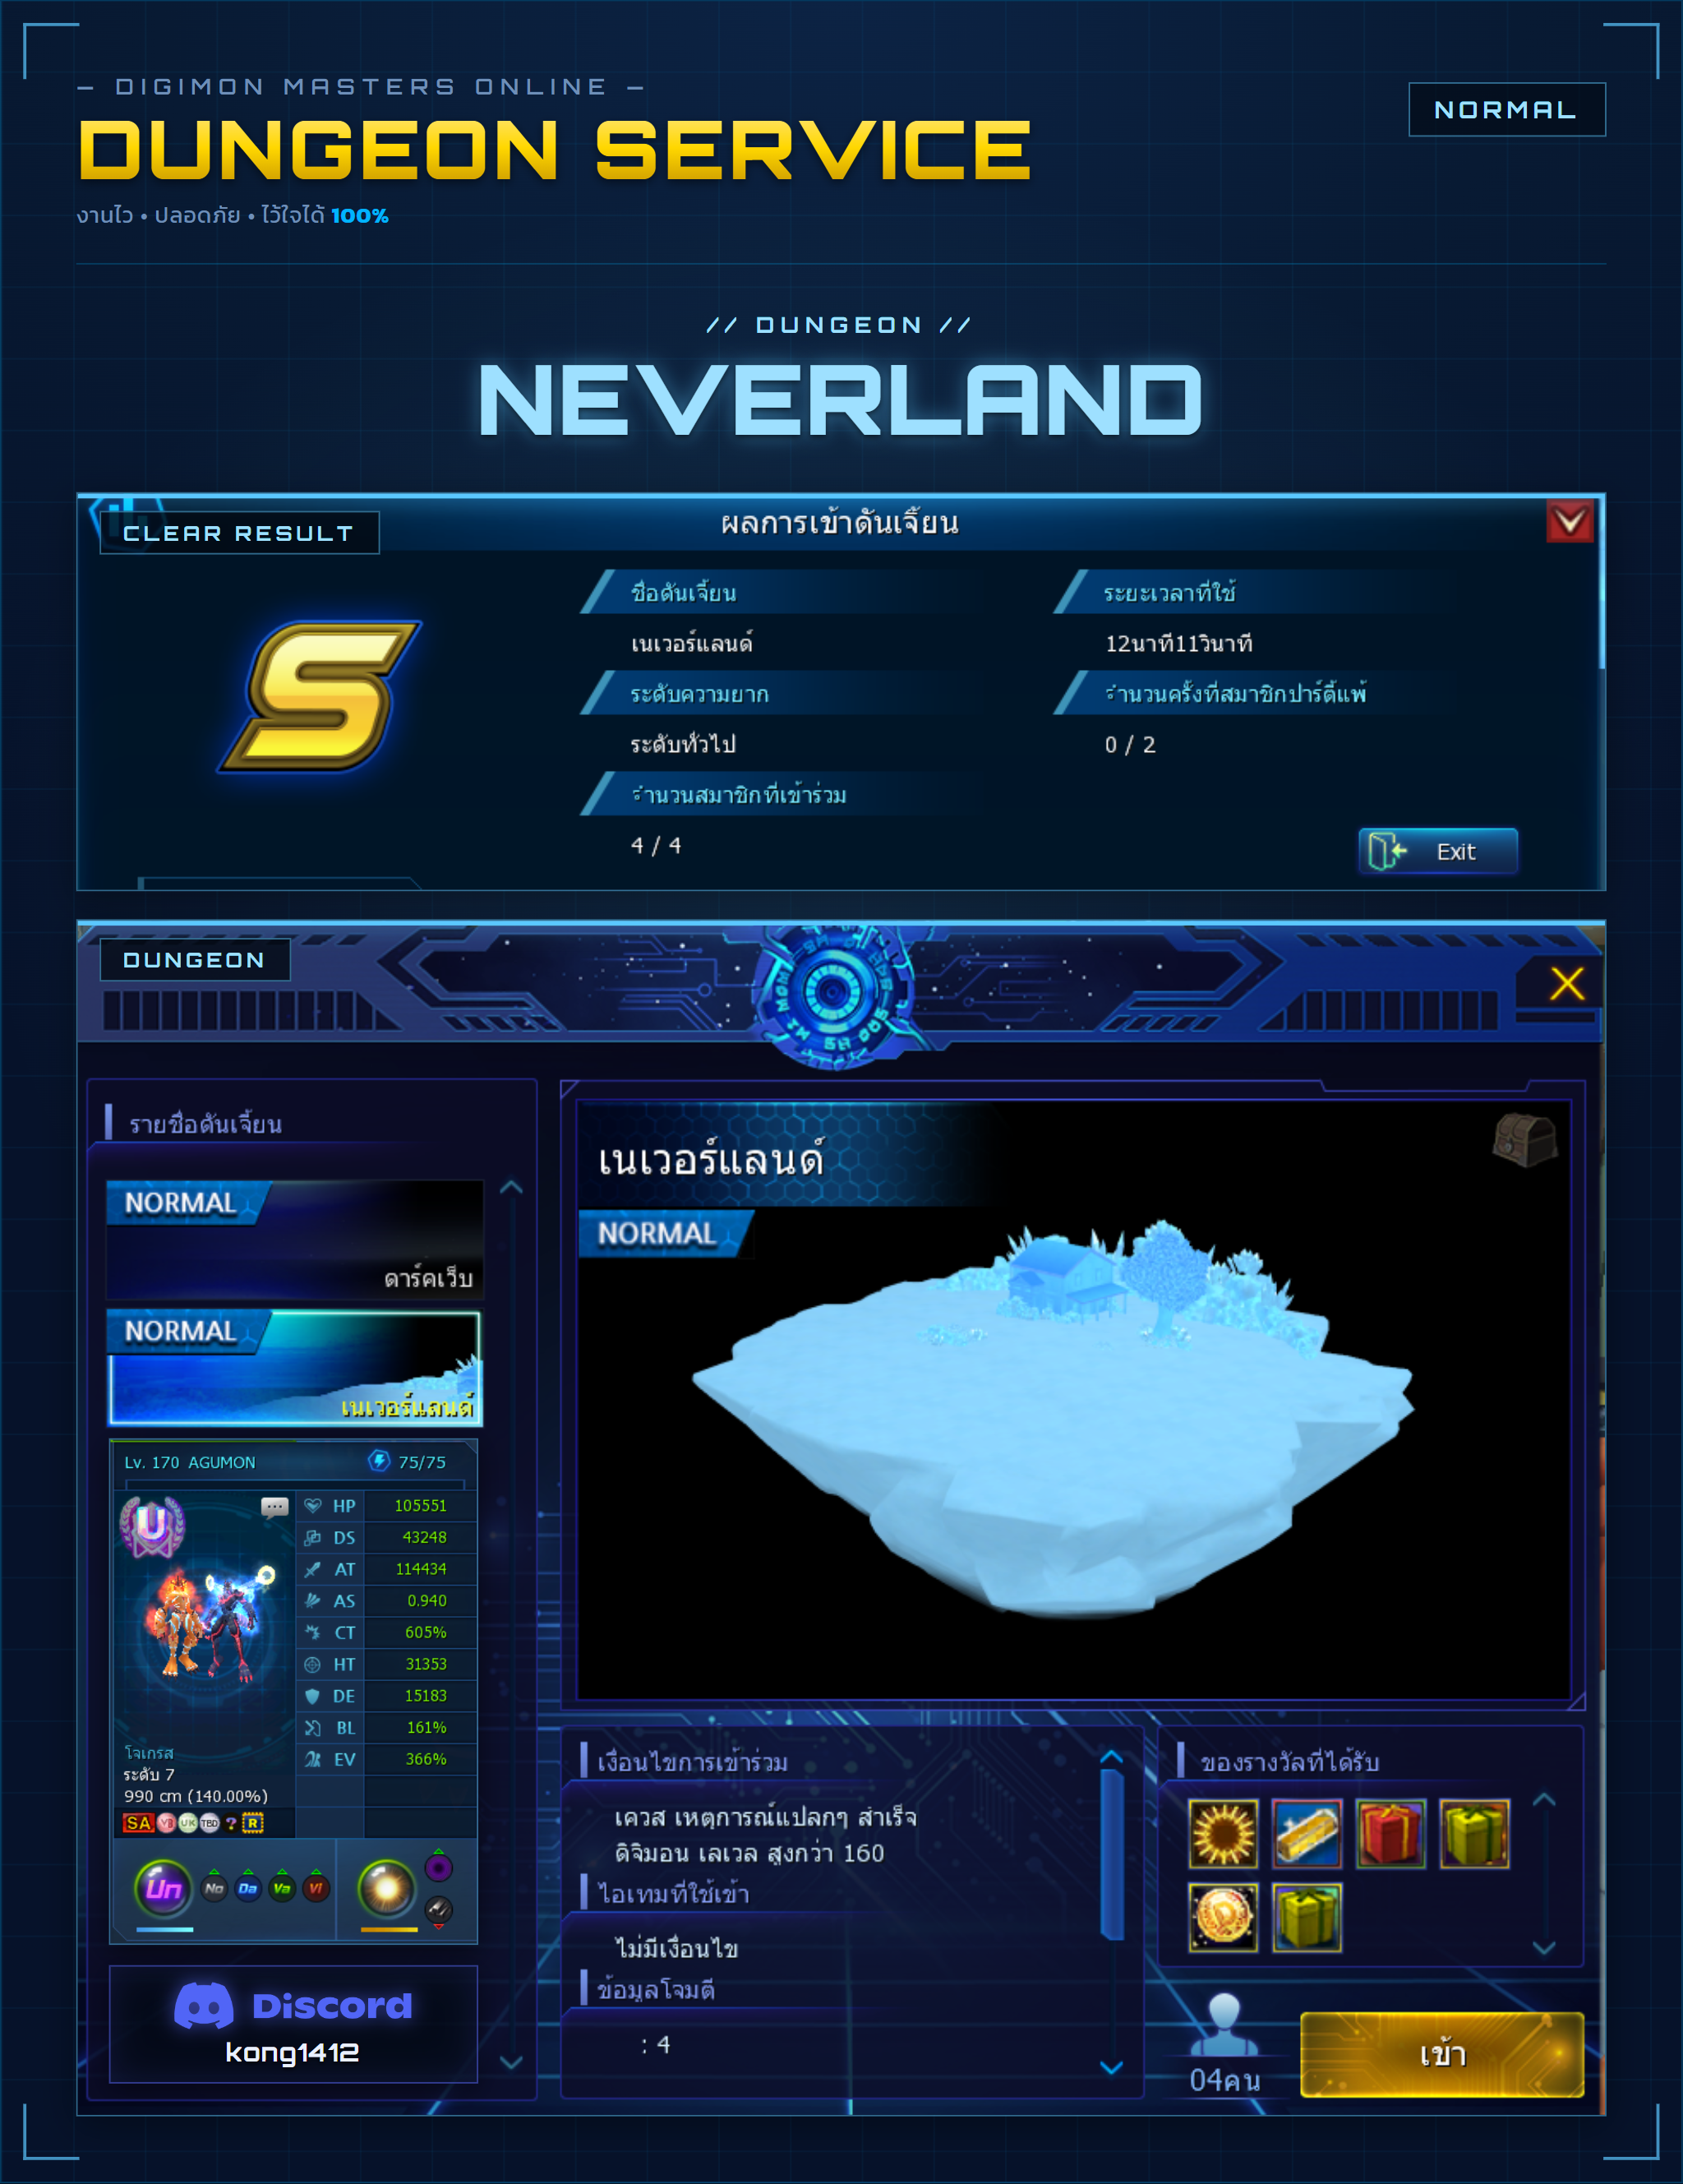 – DIGIMON MASTERS ONLINE –
DUNGEON SERVICE
NORMAL
งานไว • ปลอดภัย • ไว้ใจได้ 100%
// DUNGEON //
NEVERLAND
CLEAR RESULT
ผลการเข้าดันเจี้ยน
S
ชื่อดันเจี้ยน
เนเวอร์แลนด์
ระดับความยาก
ระดับทั่วไป
จำนวนสมาชิกที่เข้าร่วม
4 / 4
ระยะเวลาที่ใช้
12นาที11วินาที
จำนวนครั้งที่สมาชิกปาร์ตี้แพ้
0 / 2
Exit
DUNGEON
รายชื่อดันเจี้ยน
NORMAL
ดาร์คเว็บ
NORMAL
เนเวอร์แลนด์
Lv. 170 AGUMON 75/75
U
HP 105551
DS 43248
AT 114434
AS 0.940
CT 605%
HT 31353
DE 15183
BL 161%
EV 366%
โจเกรส
ระดับ 7
990 cm (140.00%)
SA VB UK TBD ? R
Un No Da Va Vi
Discord
kong1412
เนเวอร์แลนด์
NORMAL
เงื่อนไขการเข้าร่วม
เควส เหตุการณ์แปลกๆ สำเร็จ
ดิจิมอน เลเวล สูงกว่า 160
ไอเทมที่ใช้เข้า
ไม่มีเงื่อนไข
ข้อมูลโจมตี
: 4
ของรางวัลที่ได้รับ
04คน
เข้า